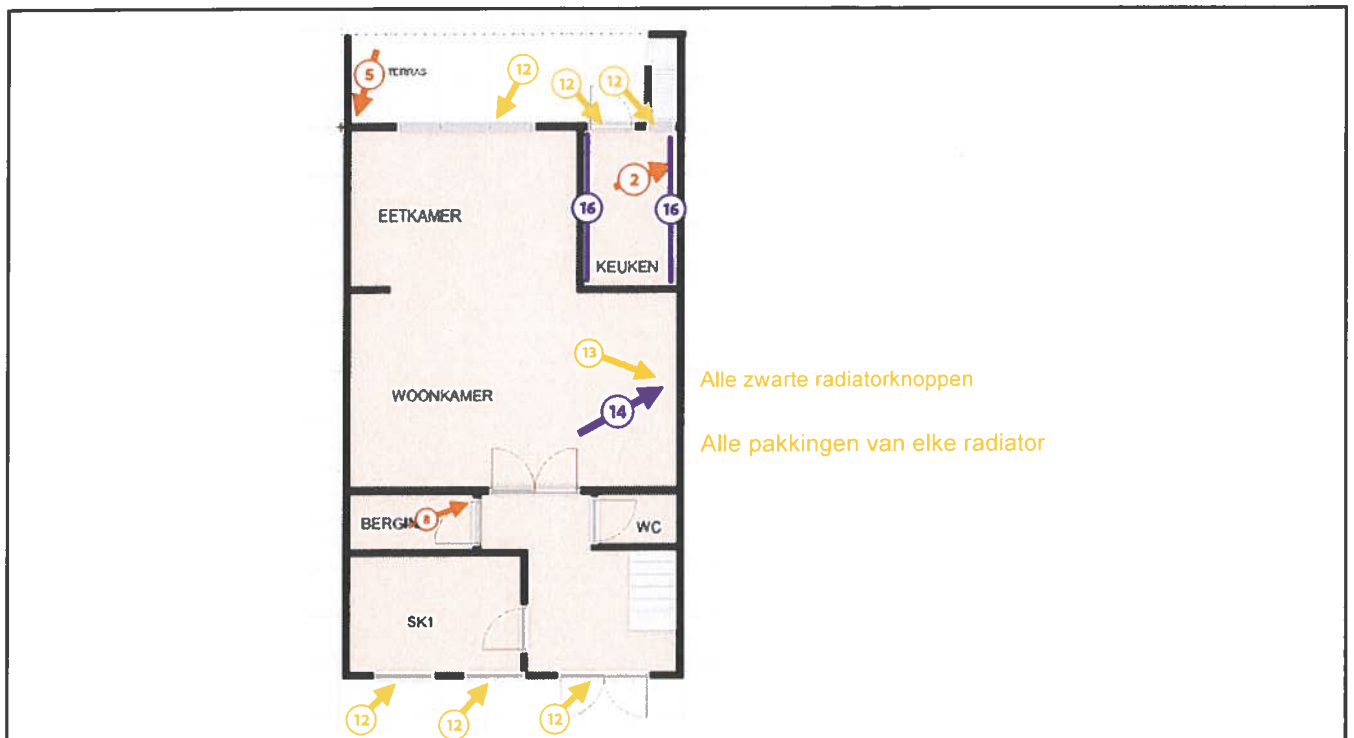 5 TERRAS 12 12 12
2
16 16
EETKAMER
KEUKEN
13
Alle zwarte radiatorknoppen
WOONKAMER
14
Alle pakkingen van elke radiator
BERGIN 8 WC
SK1
12 12 12